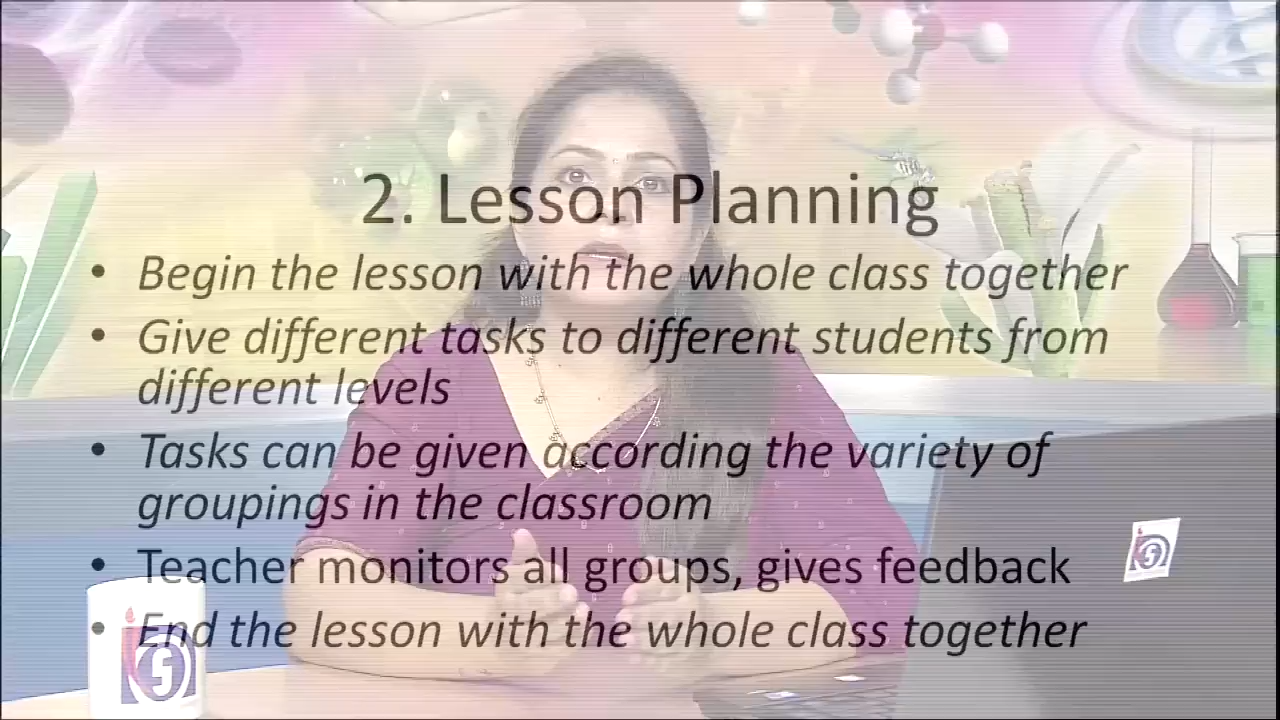 2. Lesson Planning
• Begin the lesson with the whole class together
• Give different tasks to different students from
different levels
• Tasks can be given according the variety of
groupings in the classroom
• Teacher monitors all groups, gives feedback
• End the lesson with the whole class together